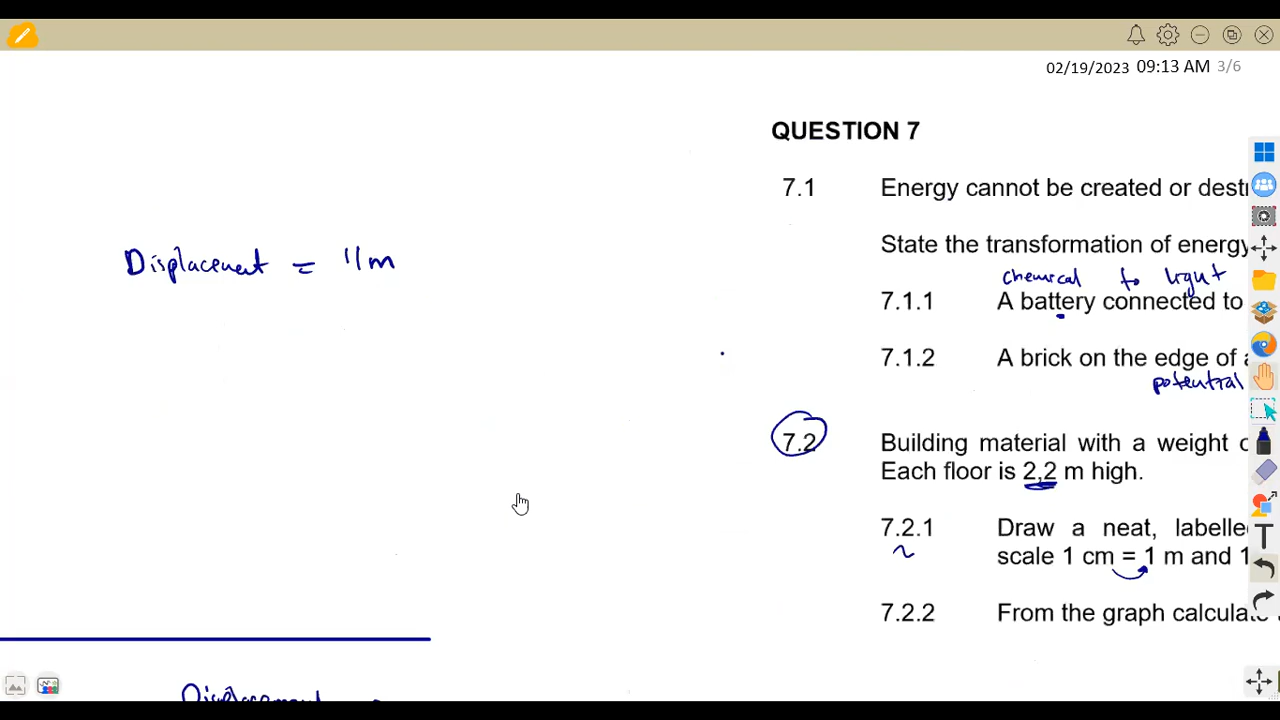 02/19/2023 09:13 AM 3/6
QUESTION 7
7.1 Energy cannot be created or destr
State the transformation of energy
chemical to light
7.1.1 A battery connected to
7.1.2 A brick on the edge of a
potential
7.2 Building material with a weight o
Each floor is 2,2 m high.
7.2.1 Draw a neat, labelle
scale 1 cm = 1 m and 1
7.2.2 From the graph calculate
Displacement = 11m
Displacement
T